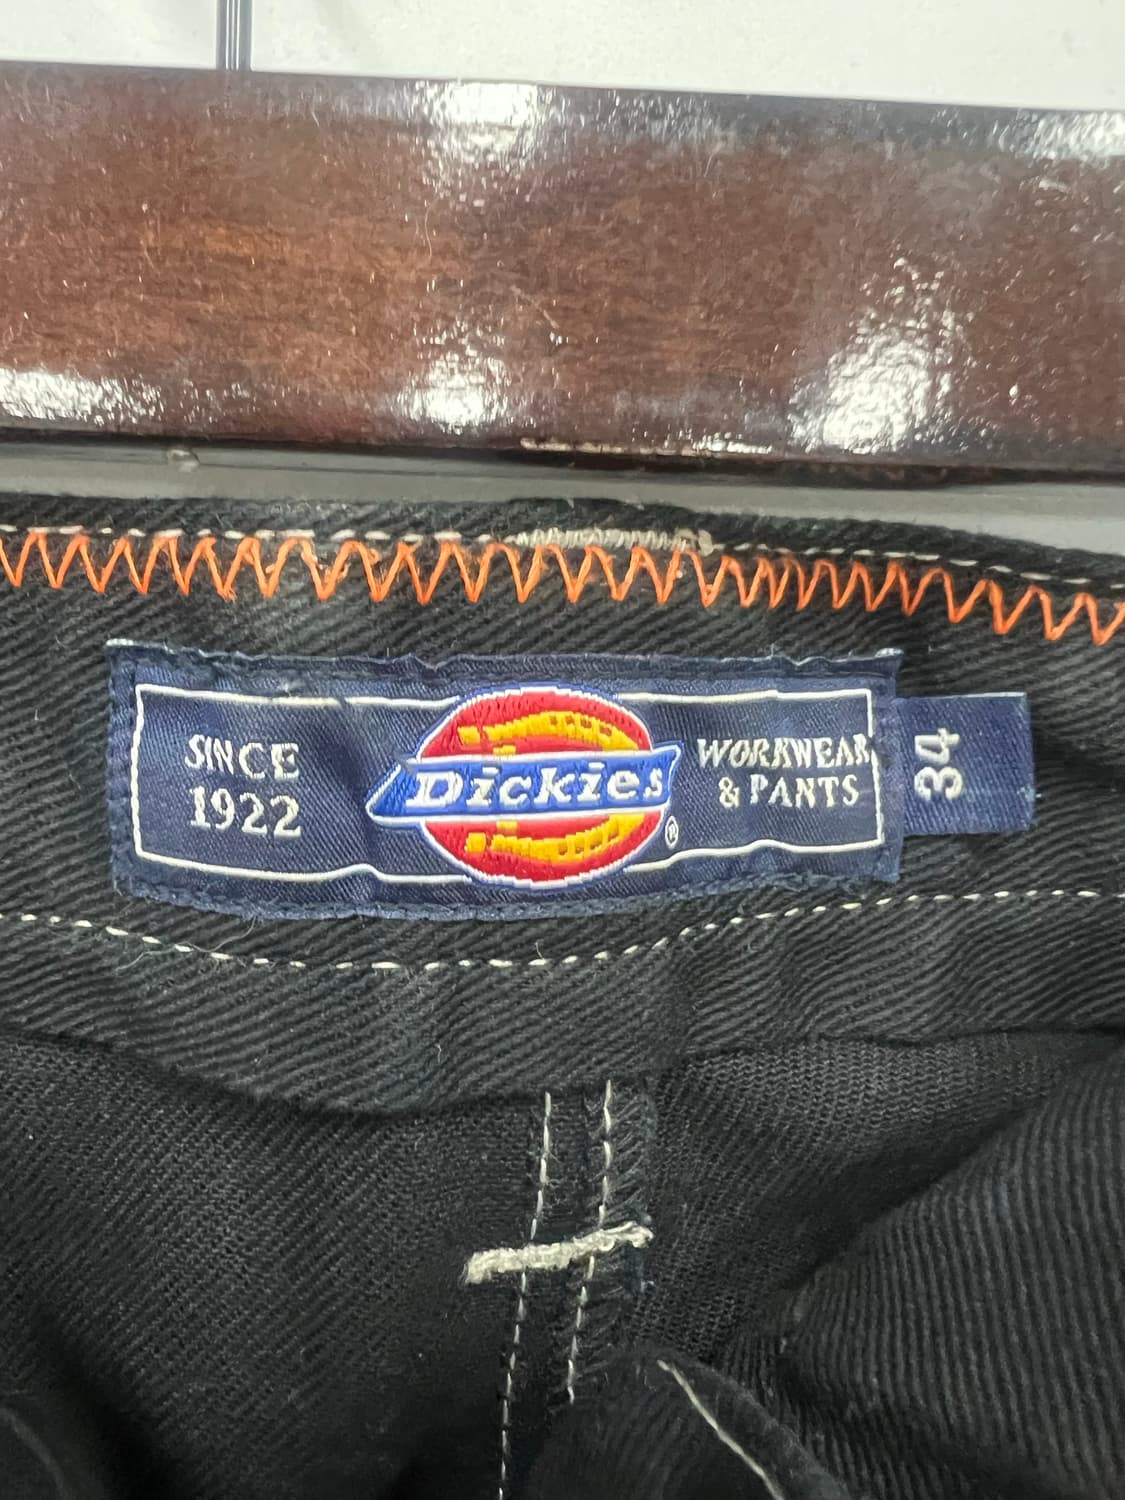 SINCE
1922
Dickies
®
WORKWEAR
& PANTS
34